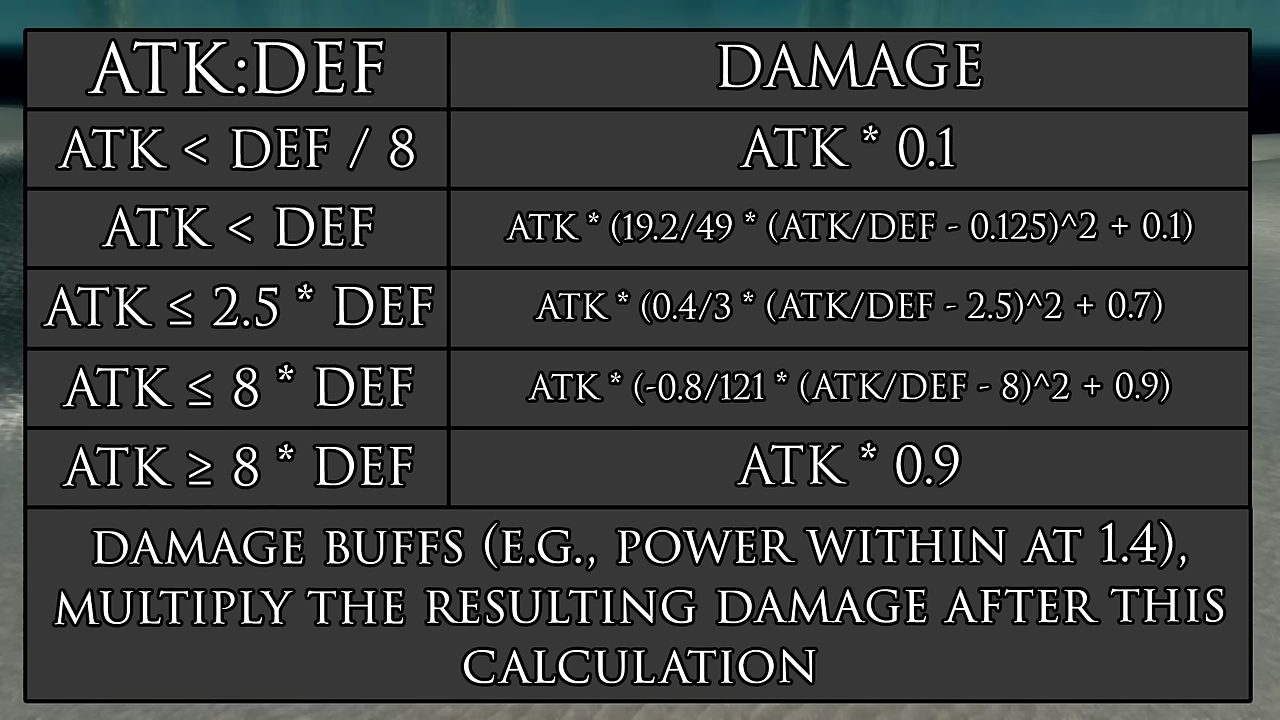 ATK:DEF
DAMAGE
ATK < DEF / 8
ATK * 0.1
ATK < DEF
ATK * (19.2/49 * (ATK/DEF - 0.125)^2 + 0.1)
ATK ≤ 2.5 * DEF
ATK * (0.4/3 * (ATK/DEF - 2.5)^2 + 0.7)
ATK ≤ 8 * DEF
ATK * (-0.8/121 * (ATK/DEF - 8)^2 + 0.9)
ATK ≥ 8 * DEF
ATK * 0.9
DAMAGE BUFFS (E.G., POWER WITHIN AT 1.4),
MULTIPLY THE RESULTING DAMAGE AFTER THIS
CALCULATION